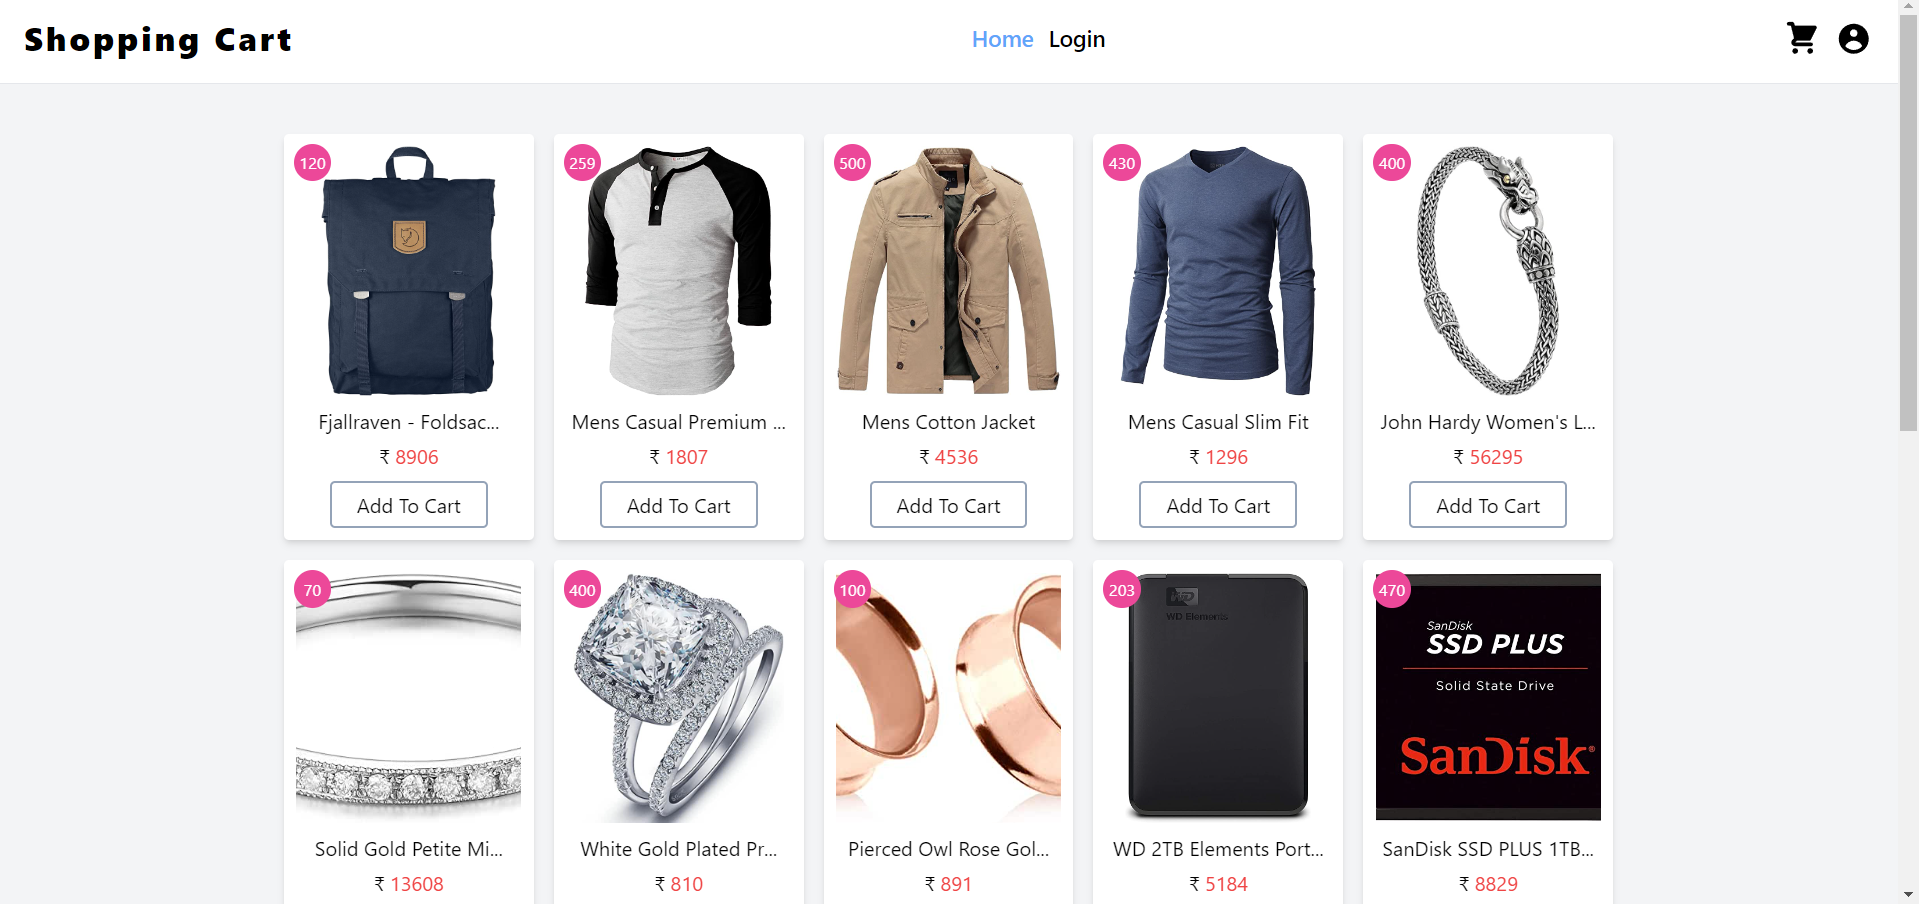 Shopping Cart
Home Login
120
259
500
430
400
Fjallraven - Foldsac...
Mens Casual Premium ...
Mens Cotton Jacket
Mens Casual Slim Fit
John Hardy Women's L...
₹ 8906
₹ 1807
₹ 4536
₹ 1296
₹ 56295
Add To Cart
Add To Cart
Add To Cart
Add To Cart
Add To Cart
70
400
100
203
470
WD
WD Elements
SanDisk
SSD PLUS
Solid State Drive
SanDisk®
Solid Gold Petite Mi...
White Gold Plated Pr...
Pierced Owl Rose Gol...
WD 2TB Elements Port...
SanDisk SSD PLUS 1TB...
₹ 13608
₹ 810
₹ 891
₹ 5184
₹ 8829